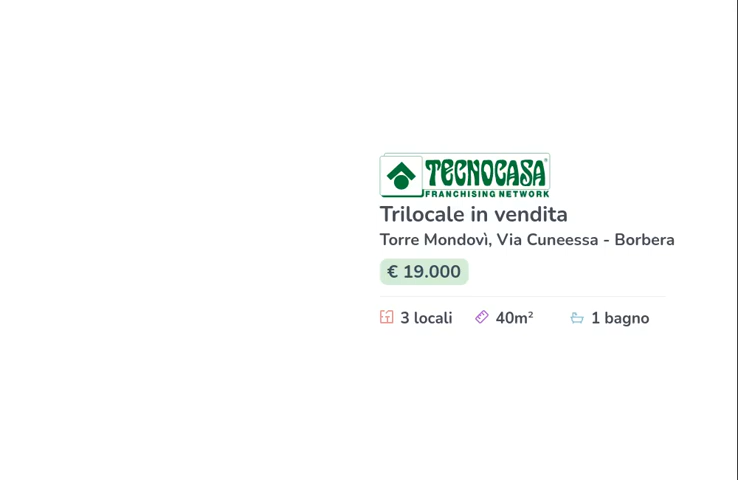 TECNOCASA®
FRANCHISING NETWORK
Trilocale in vendita
Torre Mondovì, Via Cuneessa - Borbera
€ 19.000
3 locali 40m² 1 bagno